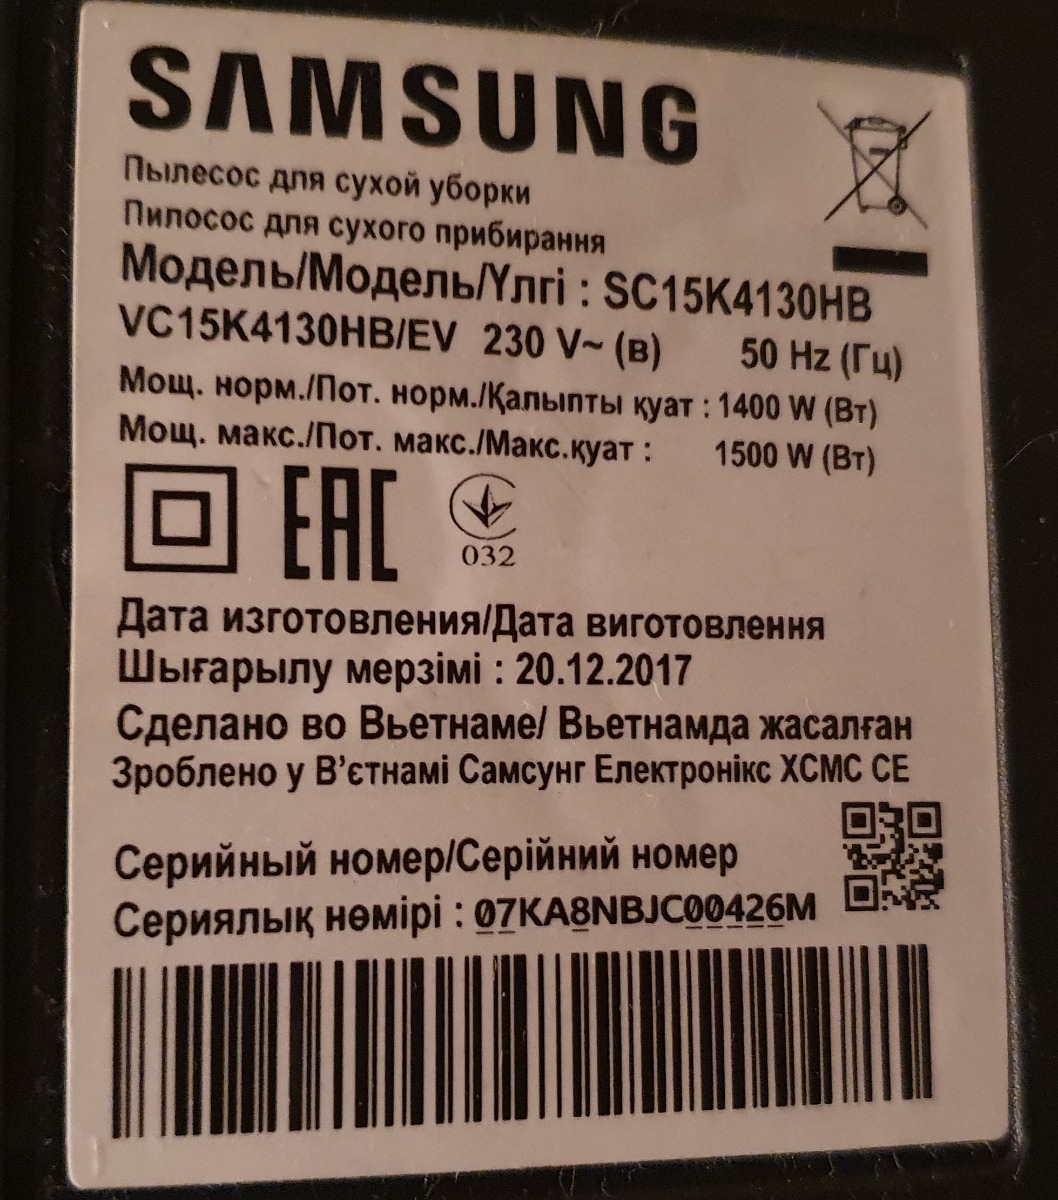 SAMSUNG
Пылесос для сухой уборки
Пилосос для сухого прибирання
Модель/Модель/Үлгі : SC15K4130HB
VC15K4130HB/EV 230 V~ (в) 50 Hz (Гц)
Мощ. норм./Пот. норм./Қалыпты қуат : 1400 W (Вт)
Мощ. макс./Пот. макс./Макс.қуат : 1500 W (Вт)
EAC
032
Дата изготовления/Дата виготовлення
Шығарылу мерзімі : 20.12.2017
Сделано во Вьетнаме/ Вьетнамда жасалған
Зроблено у В’єтнамі Самсунг Електронікс ХСМС СЕ
Серийный номер/Серійний номер
Сериялық нөмірі : 07KA8NBJC00426M